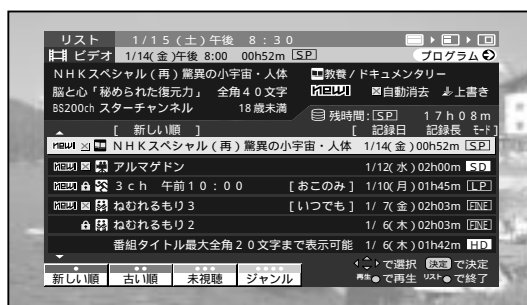 リスト 1/15(土)午後 8:30
ビデオ 1/14(金)午後 8:00 00h52m SP プログラム
NHKスペシャル(再)驚異の小宇宙・人体 教養/ドキュメンタリー
脳と心「秘められた復元力」 全角40文字 NEW! 自動消去 上書き
BS200ch スターチャンネル 18歳未満 残時間:SP 17h08m
[ 新しい順 ] [ 記録日 記録長 モード]
NEW! NHKスペシャル(再)驚異の小宇宙・人体 1/14(金)00h52m SP
NEW! アルマゲドン 1/12(水)02h00m SD
NEW! 3ch 午前10:00 [おこのみ] 1/10(月)01h45m LP
NEW! ねむれるもり3 [いつでも] 1/ 7(金)02h03m FINE
ねむれるもり2 1/ 6(木)02h03m FINE
番組タイトル最大全角20文字まで表示可能 1/ 6(木)01h42m HD
新しい順 古い順 未視聴 ジャンル で選択 決定 で決定
再生●で再生 リスト●で終了